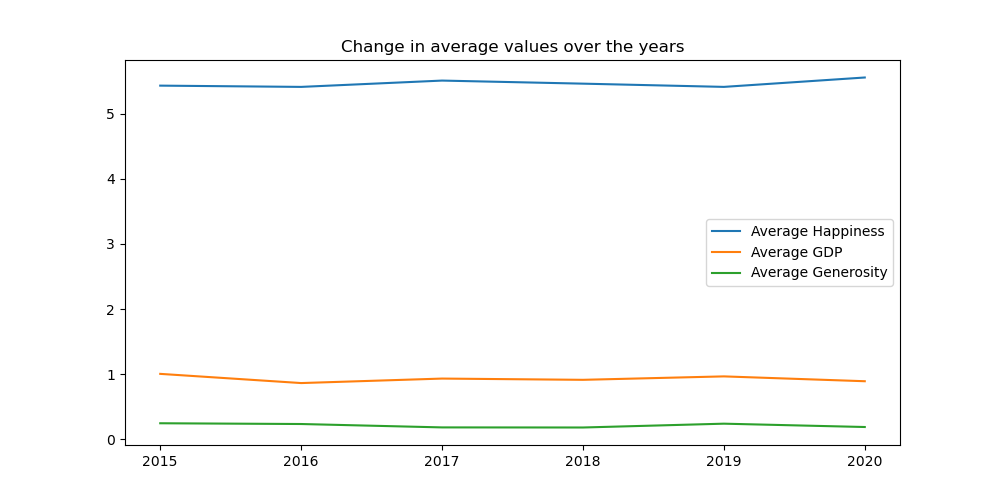 Change in average values over the years
5
4
3
2
1
0
Average Happiness
Average GDP
Average Generosity
2015 2016 2017 2018 2019 2020